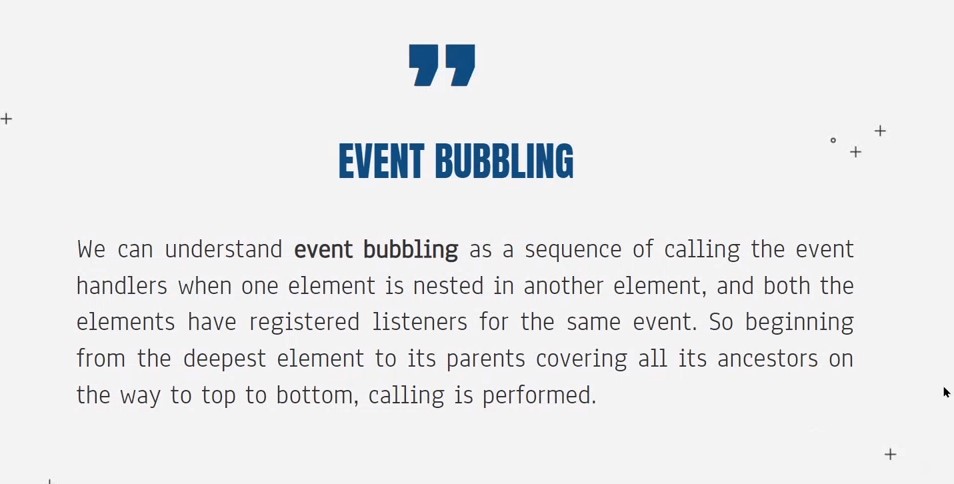 EVENT BUBBLING
We can understand event bubbling as a sequence of calling the event
handlers when one element is nested in another element, and both the
elements have registered listeners for the same event. So beginning
from the deepest element to its parents covering all its ancestors on
the way to top to bottom, calling is performed.